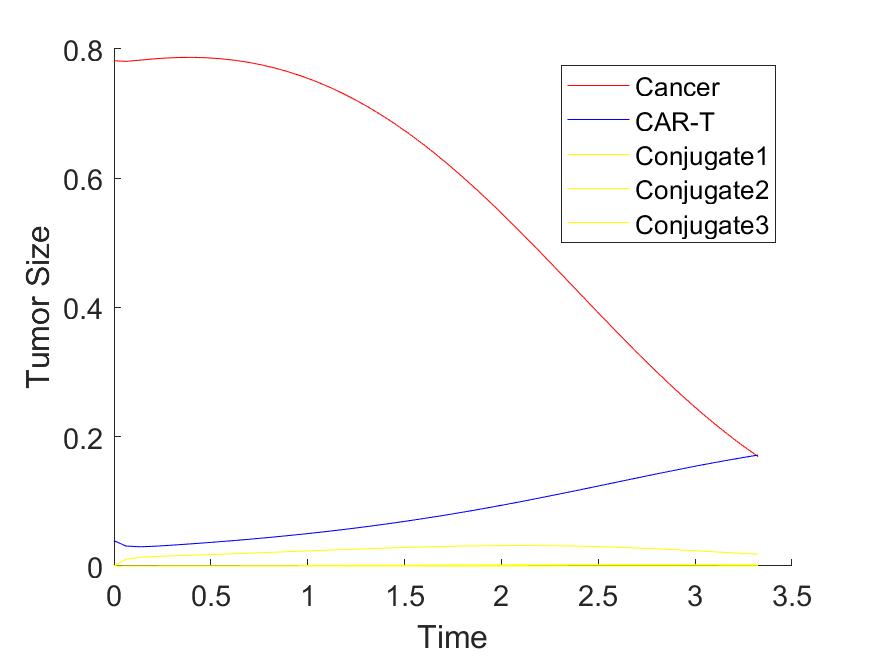 0.8
0.6
0.4
0.2
0
Tumor Size
Cancer
CAR-T
Conjugate1
Conjugate2
Conjugate3
0 0.5 1 1.5 2 2.5 3 3.5
Time